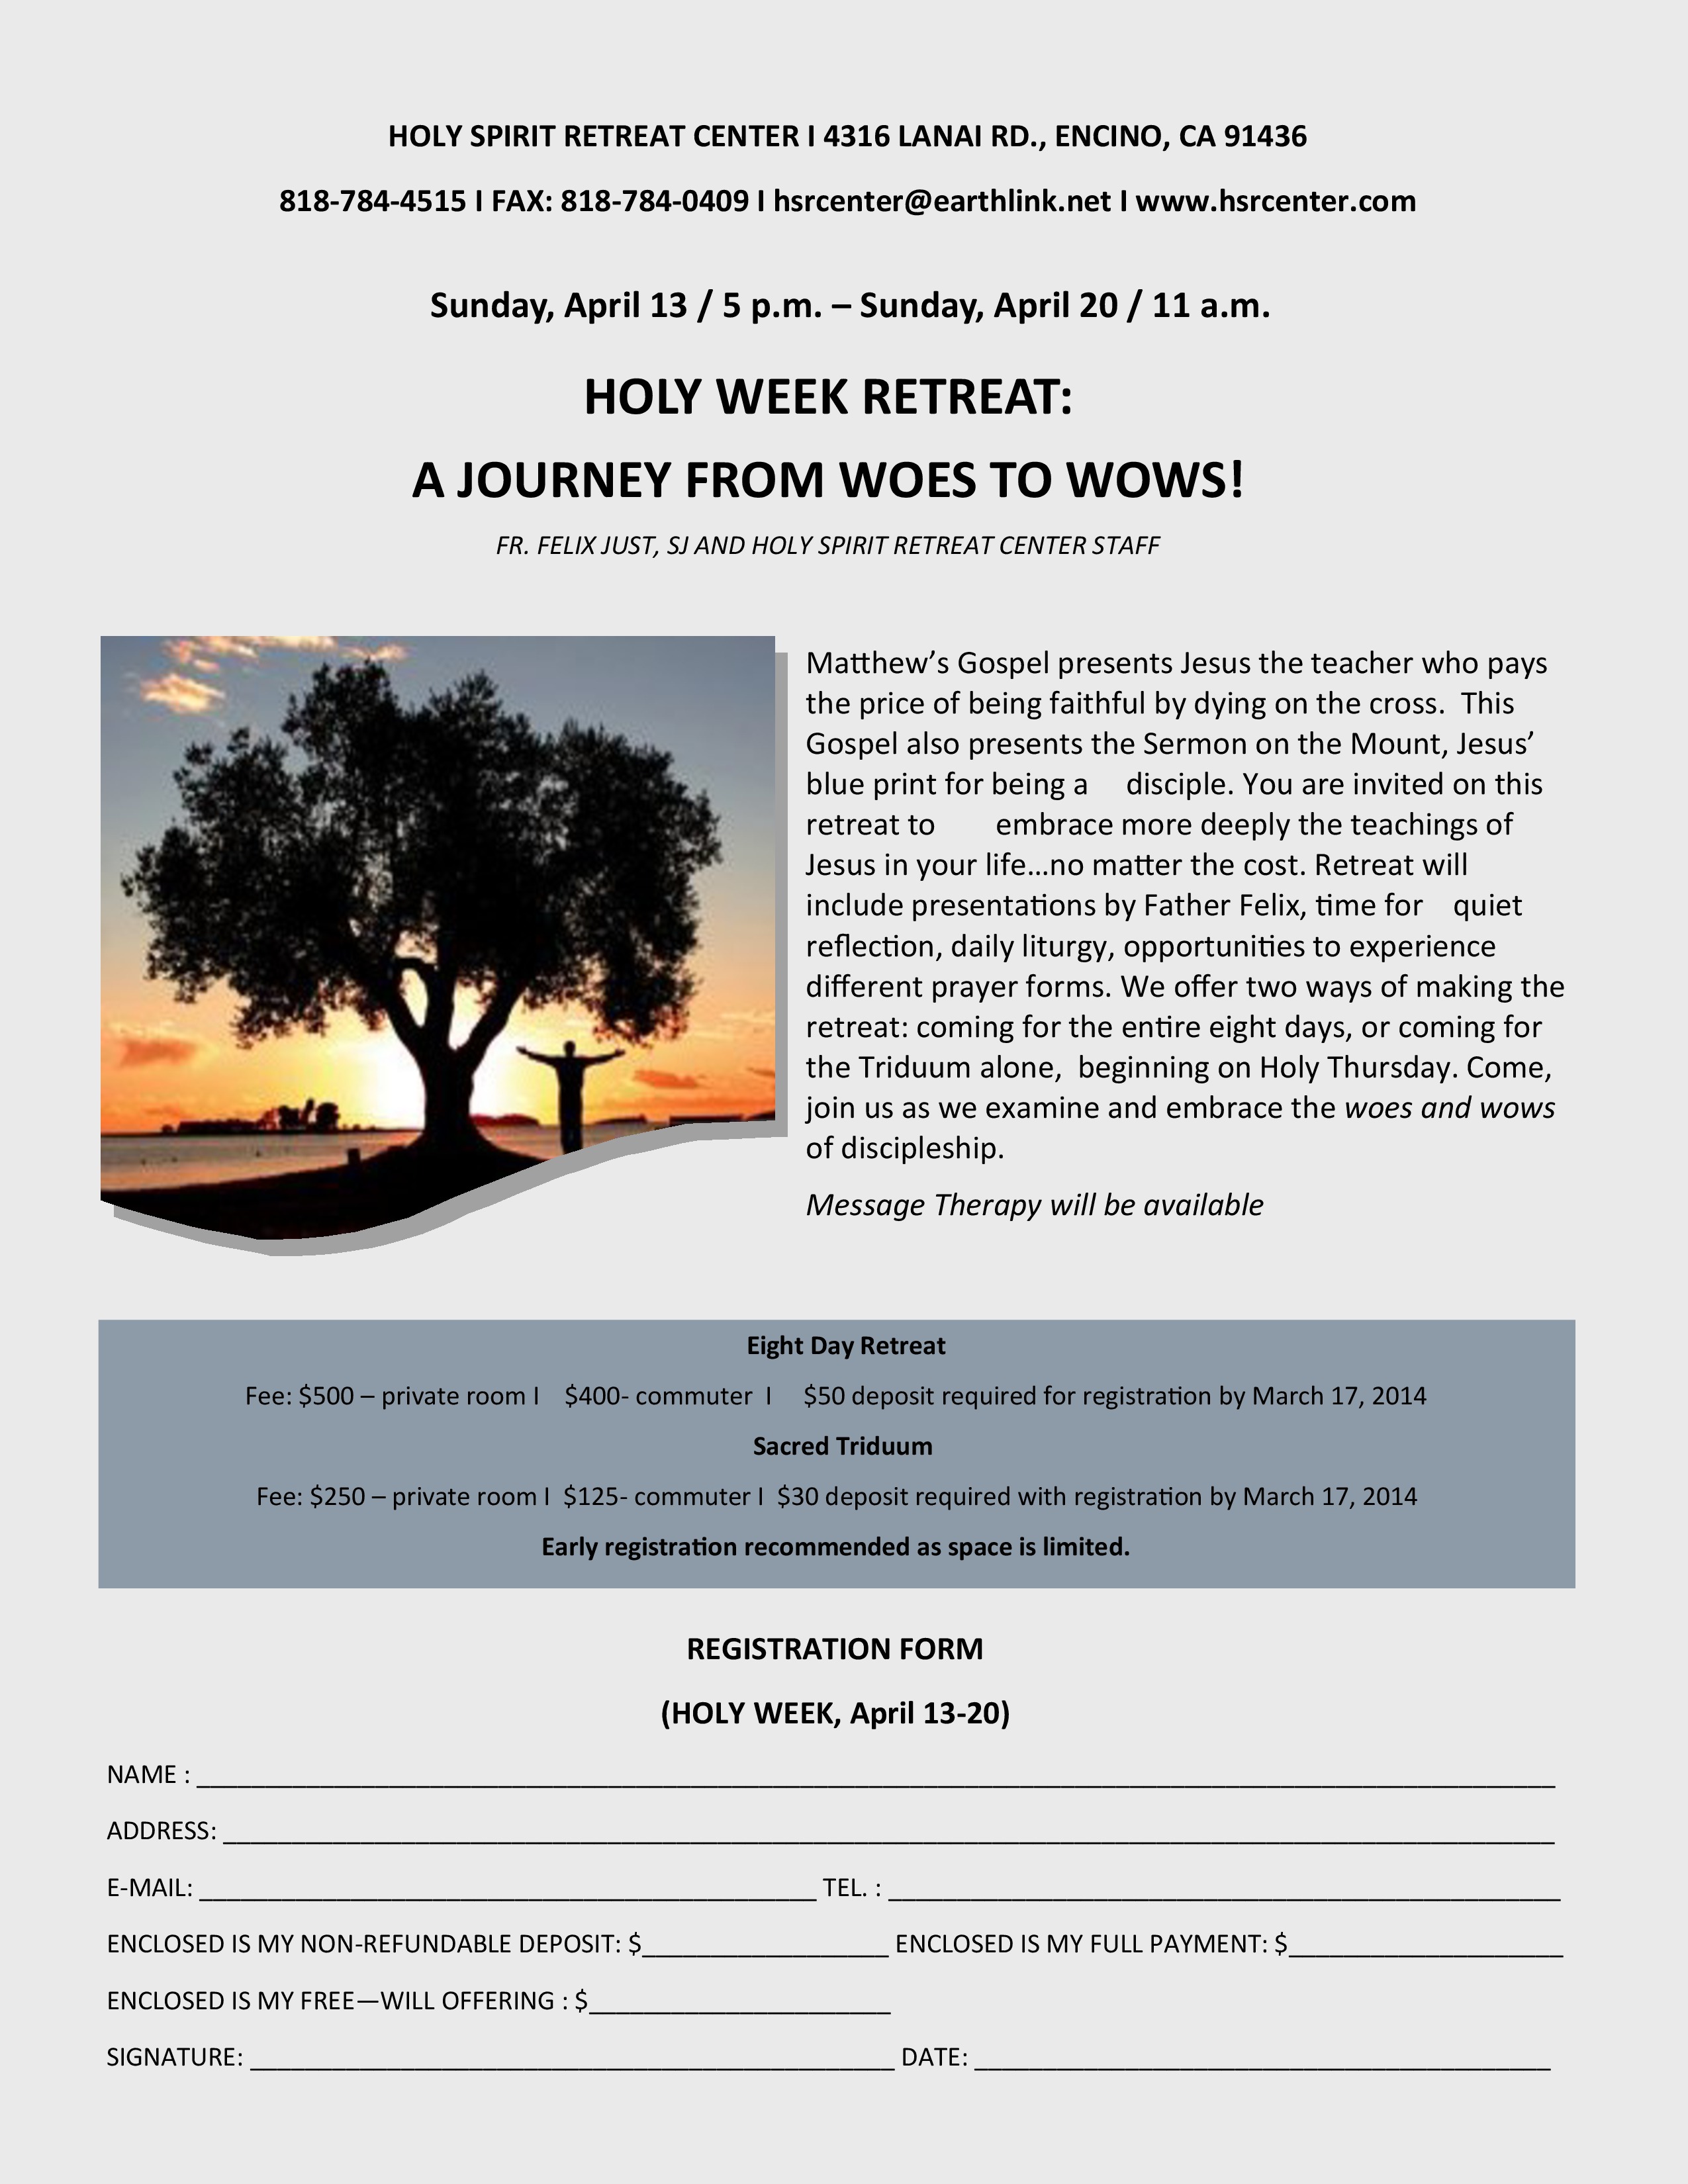 HOLY SPIRIT RETREAT CENTER I 4316 LANAI RD., ENCINO, CA 91436
818-784-4515 I FAX: 818-784-0409 I hsrcenter@earthlink.net I www.hsrcenter.com
Sunday, April 13 / 5 p.m. – Sunday, April 20 / 11 a.m.
HOLY WEEK RETREAT:
A JOURNEY FROM WOES TO WOWS!
FR. FELIX JUST, SJ AND HOLY SPIRIT RETREAT CENTER STAFF
Matthew’s Gospel presents Jesus the teacher who pays
the price of being faithful by dying on the cross.  This
Gospel also presents the Sermon on the Mount, Jesus’
blue print for being a     disciple. You are invited on this
retreat to        embrace more deeply the teachings of
Jesus in your life…no matter the cost. Retreat will
include presentations by Father Felix, time for    quiet
reflection, daily liturgy, opportunities to experience
different prayer forms. We offer two ways of making the
retreat: coming for the entire eight days, or coming for
the Triduum alone,  beginning on Holy Thursday. Come,
join us as we examine and embrace the woes and wows
of discipleship.
Message Therapy will be available
Eight Day Retreat
Fee: $500 – private room I    $400- commuter  I     $50 deposit required for registration by March 17, 2014
Sacred Triduum
Fee: $250 – private room I  $125- commuter I  $30 deposit required with registration by March 17, 2014
Early registration recommended as space is limited.
REGISTRATION FORM
(HOLY WEEK, April 13-20)
NAME : ____________________
ADDRESS: ____________________
E-MAIL: ____________________ TEL. : ____________________
ENCLOSED IS MY NON-REFUNDABLE DEPOSIT: $__________________ ENCLOSED IS MY FULL PAYMENT: $____________________
ENCLOSED IS MY FREE—WILL OFFERING : $______________________
SIGNATURE: ____________________ DATE: ____________________